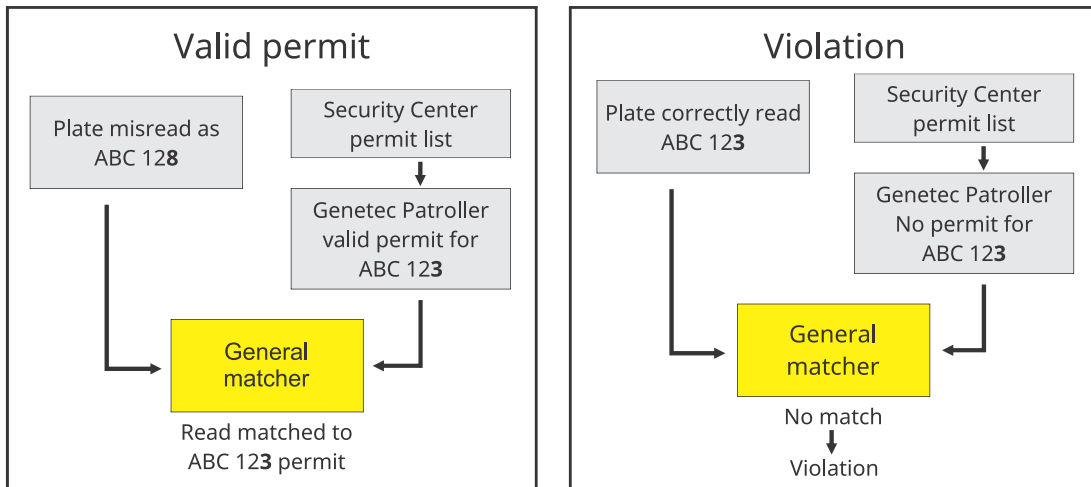 Valid permit
Plate misread as
ABC 128
Security Center
permit list
Genetec Patroller
valid permit for
ABC 123
General
matcher
Read matched to
ABC 123 permit
Violation
Plate correctly read
ABC 123
Security Center
permit list
Genetec Patroller
No permit for
ABC 123
General
matcher
No match
Violation